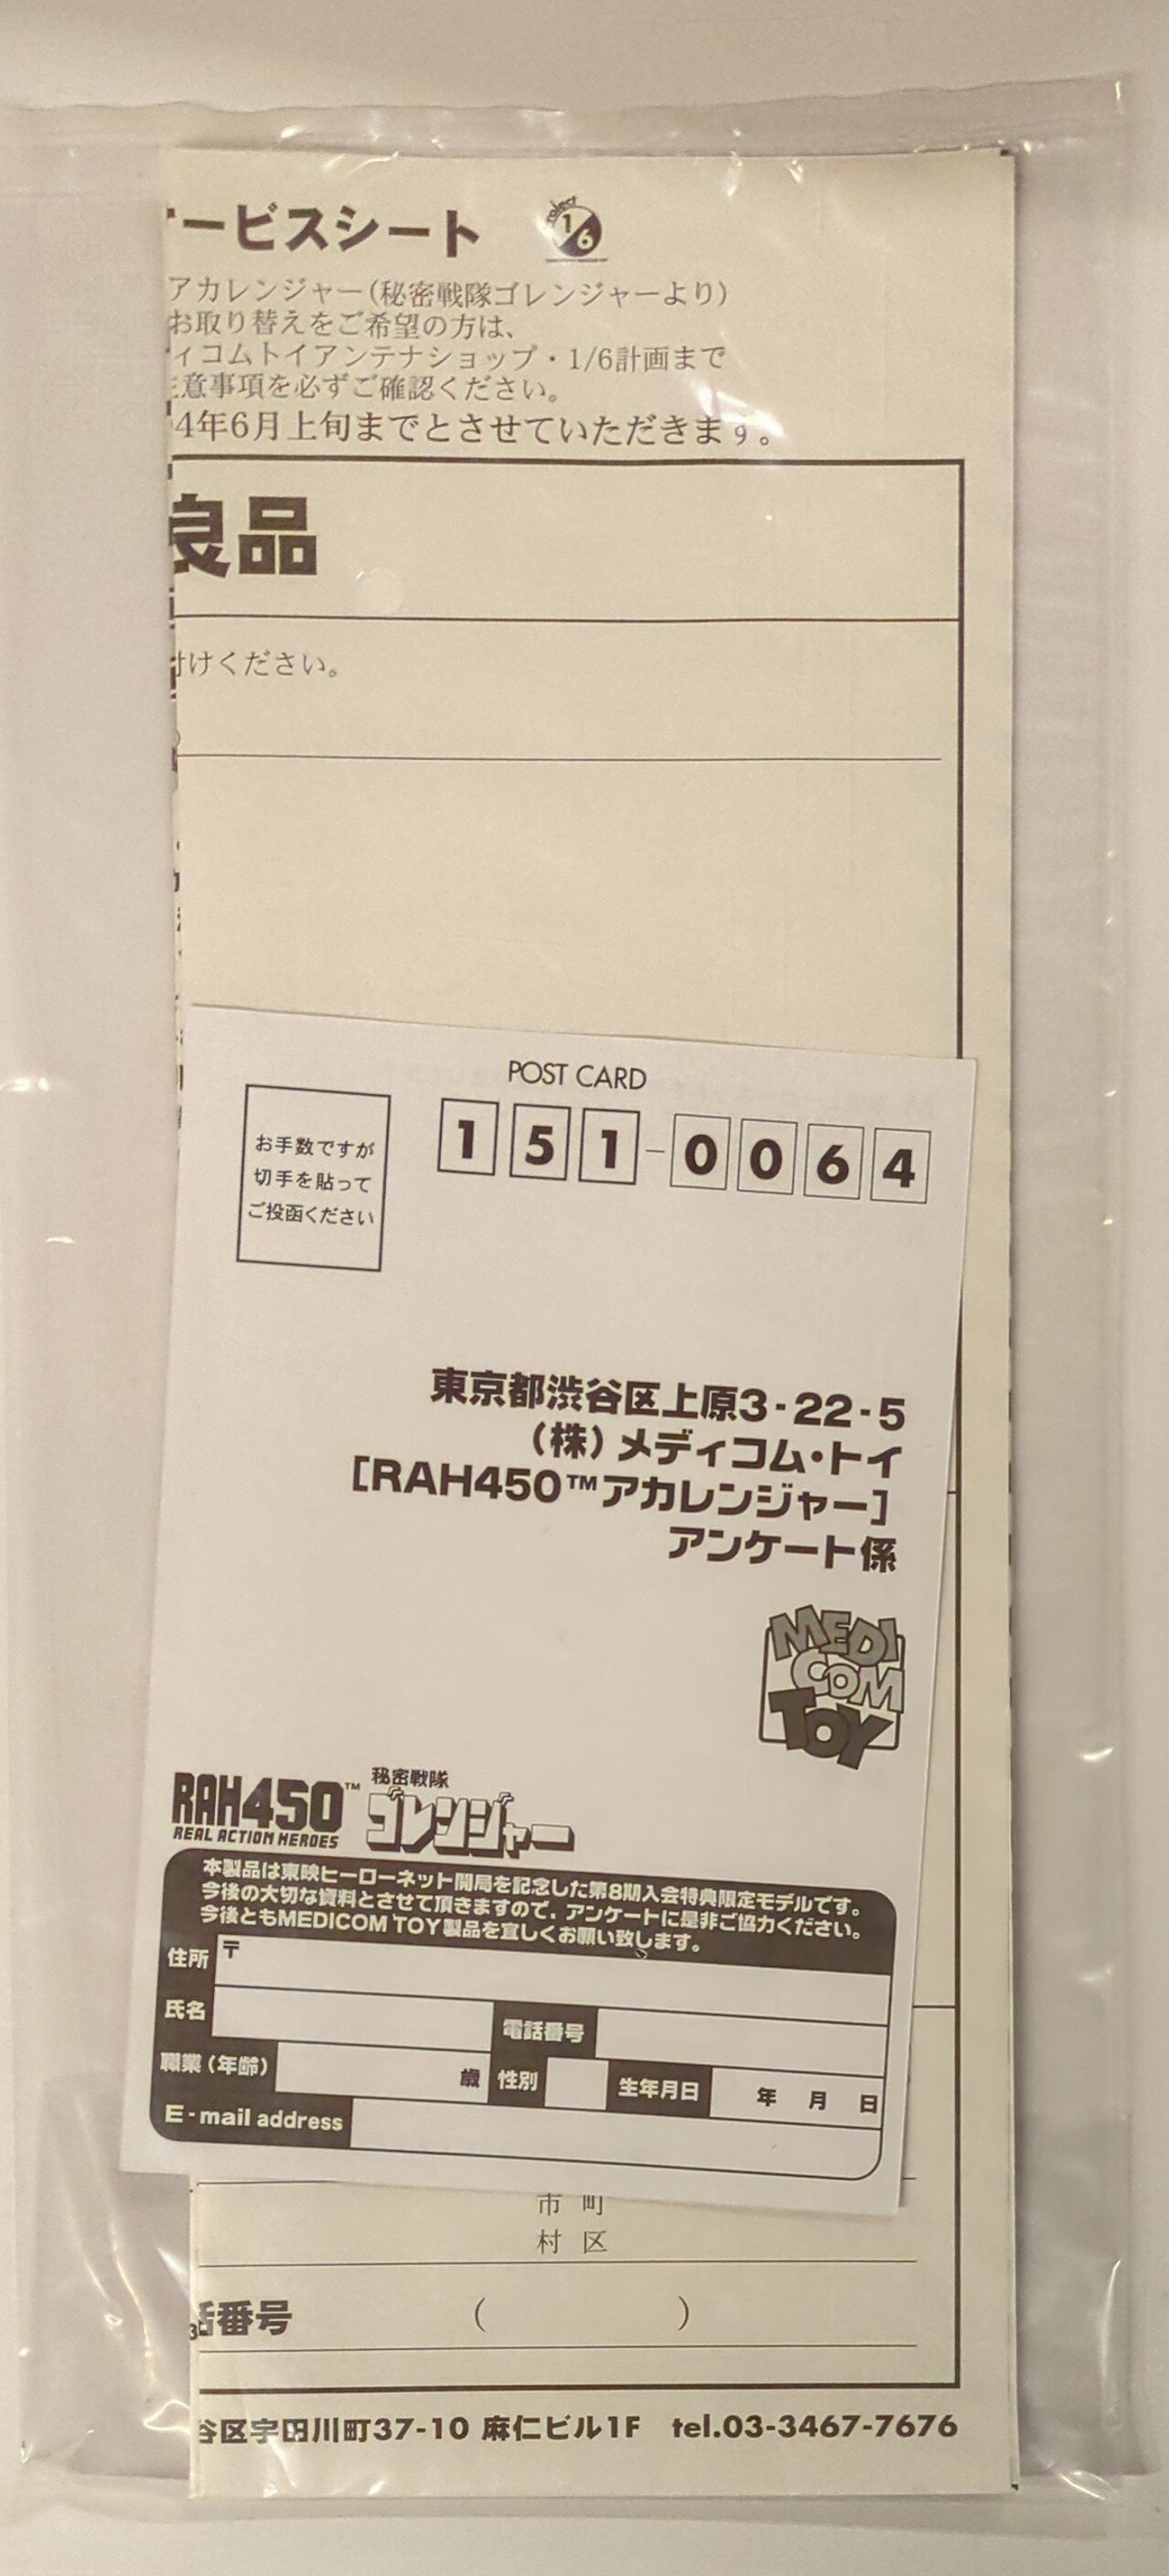 ービスシート
1/6
アカレンジャー(秘密戦隊ゴレンジャーより)
お取り替えをご希望の方は、
ィコムトイアンテナショップ・1/6計画まで
意事項を必ずご確認ください。
4年6月上旬までとさせていただきます。
良品
付けください。
POST CARD
お手数ですが
切手を貼って
ご投函ください
151-0064
東京都渋谷区上原3-22-5
(株)メディコム・トイ
[RAH450™アカレンジャー]
アンケート係
MEDI
COM
TOY
RAH450™
REAL ACTION HEROES
秘密戦隊
ゴレンジャー
本製品は東映ヒーローネット開局を記念した第8期入会特典限定モデルです。
今後の大切な資料とさせて頂きますので、アンケートに是非ご協力ください。
今後ともMEDICOM TOY製品を宜しくお願い致します。
住所 〒
氏名 電話番号
職業(年齢) 歳 性別 生年月日 年 月 日
E-mail address
市 町
村 区
話番号 ( )
谷区宇田川町37-10 麻仁ビル1F tel.03-3467-7676